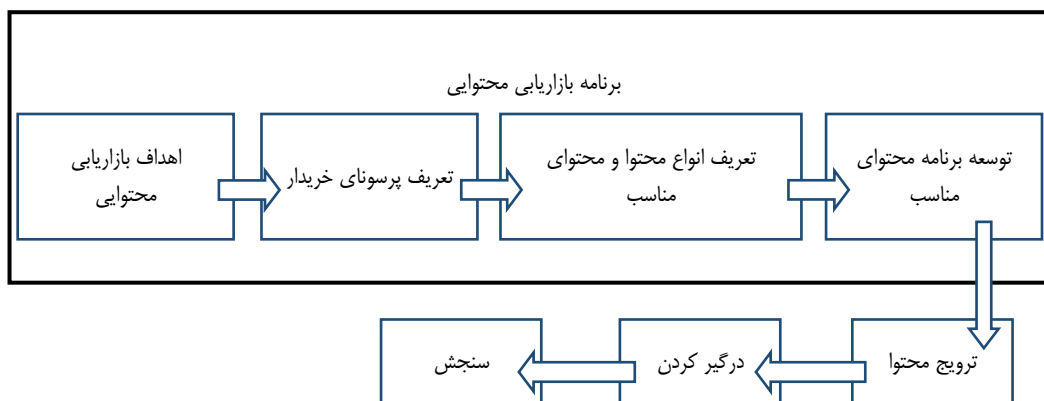 برنامه بازاریابی محتوایی
اهداف بازاریابی
محتوایی
تعریف پرسونای خریدار
تعریف انواع محتوا و محتوای
مناسب
توسعه برنامه محتوای
مناسب
ترویج محتوا
درگیر کردن
سنجش